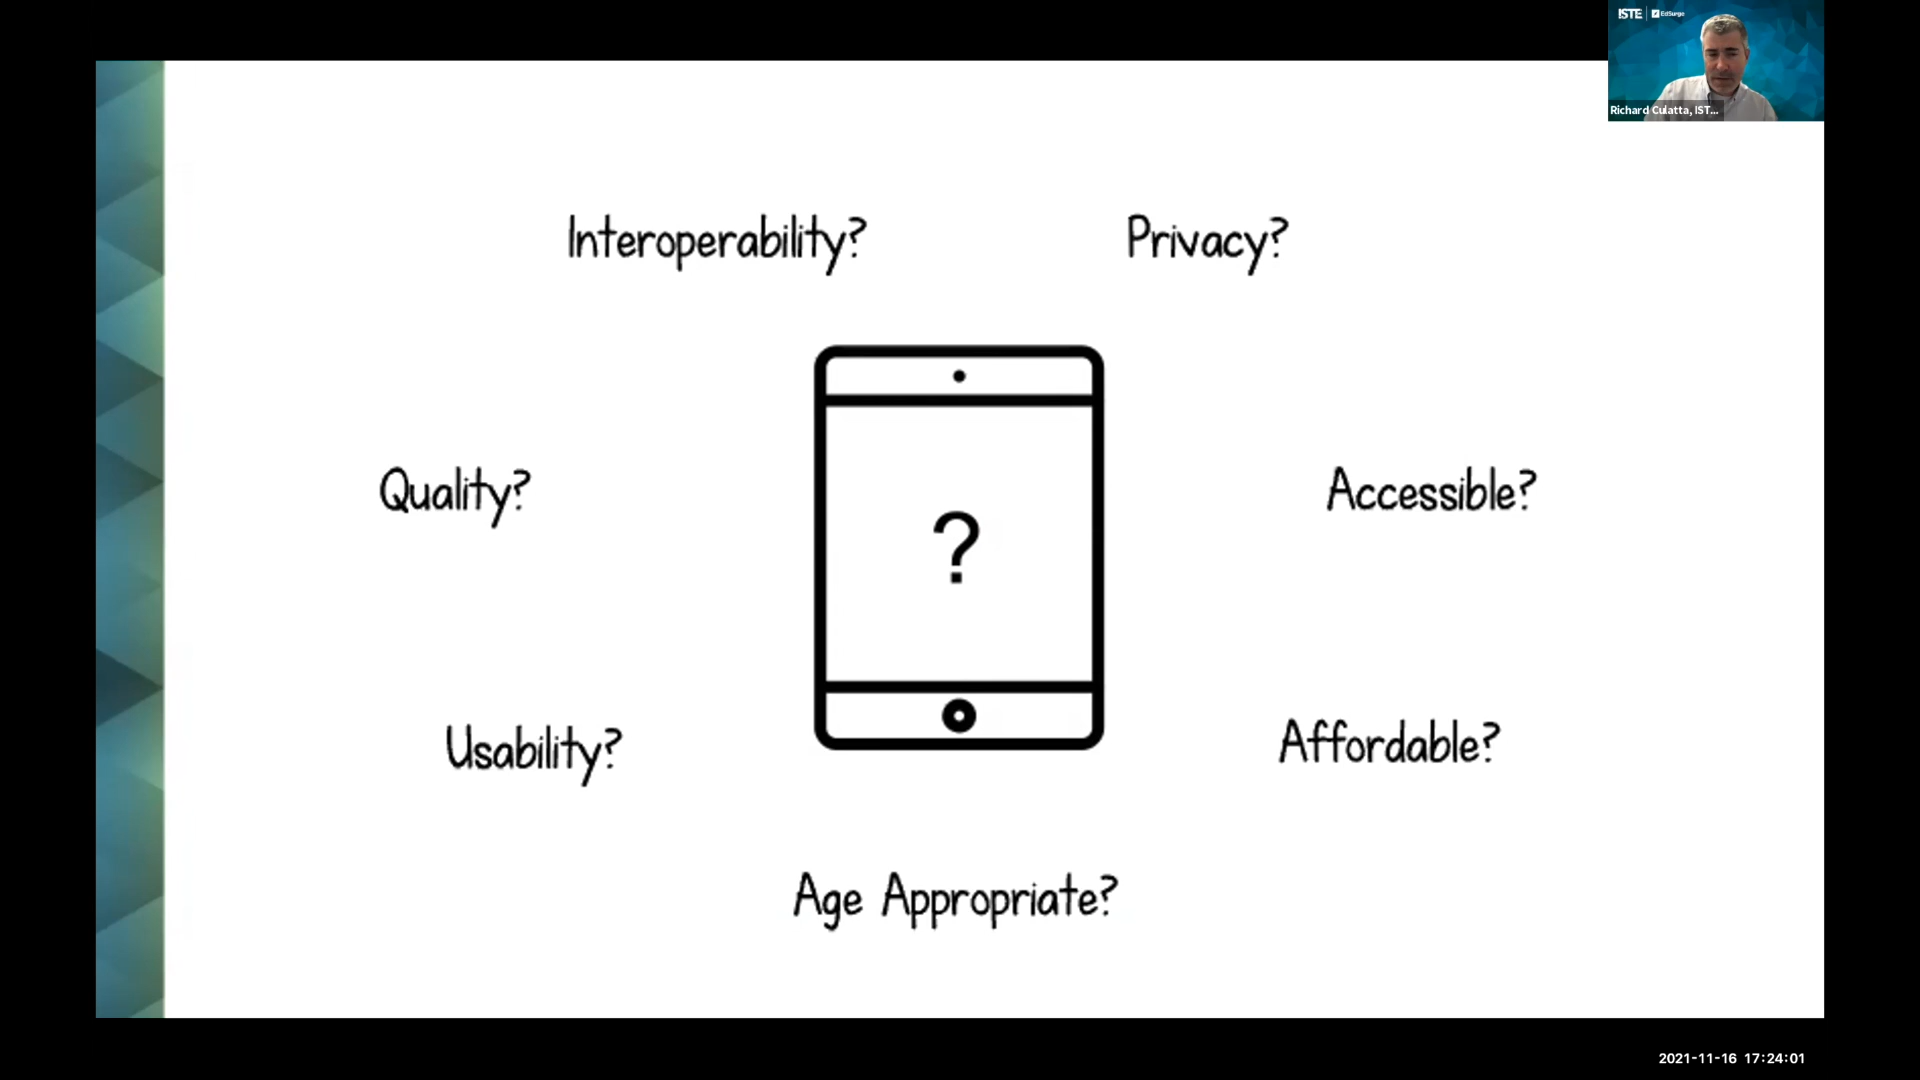 ISTE | EdSurge
Richard Culatta, IST...
Interoperability?
Privacy?
Quality?
?
Accessible?
Usability?
Affordable?
Age Appropriate?
2021-11-16 17:24:01